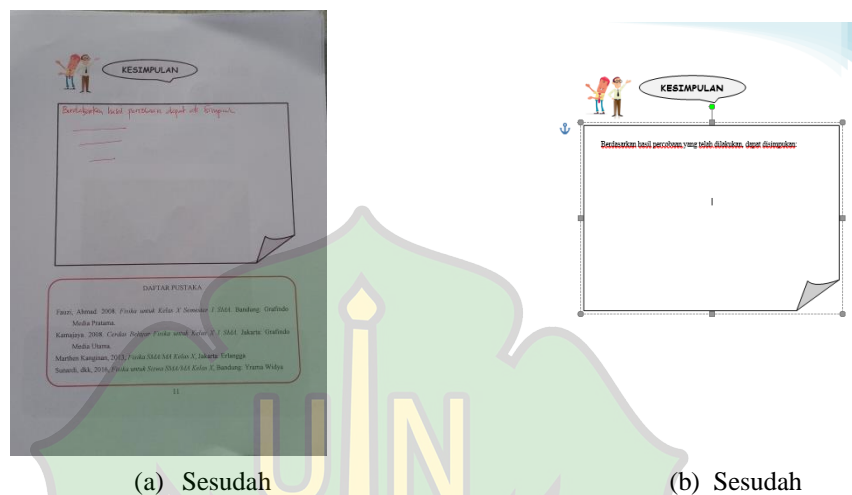 KESIMPULAN
Berdasarkan hasil percobaan dapat di
DAFTAR PUSTAKA
Fauzi, Ahmad. 2008. Fisika untuk Kelas X Semester 1 SMA. Bandung: Grafindo
Media Pratama.
Kamajaya. 2008. Cerdas Belajar Fisika untuk Kelas X 1 SMA. Jakarta: Grafindo
Media Utama.
Marthen Kanginan, 2013, Fisika SMA/MA Kelas X, Jakarta: Erlangga
Sunardi, dkk, 2016, Fisika untuk Siswa SMA/MA Kelas X, Bandung: Yrama Widya
11
(a) Sesudah
KESIMPULAN
Berdasarkan hasil percobaan yang telah dilakukan, dapat disimpukan:
(b) Sesudah
UIN